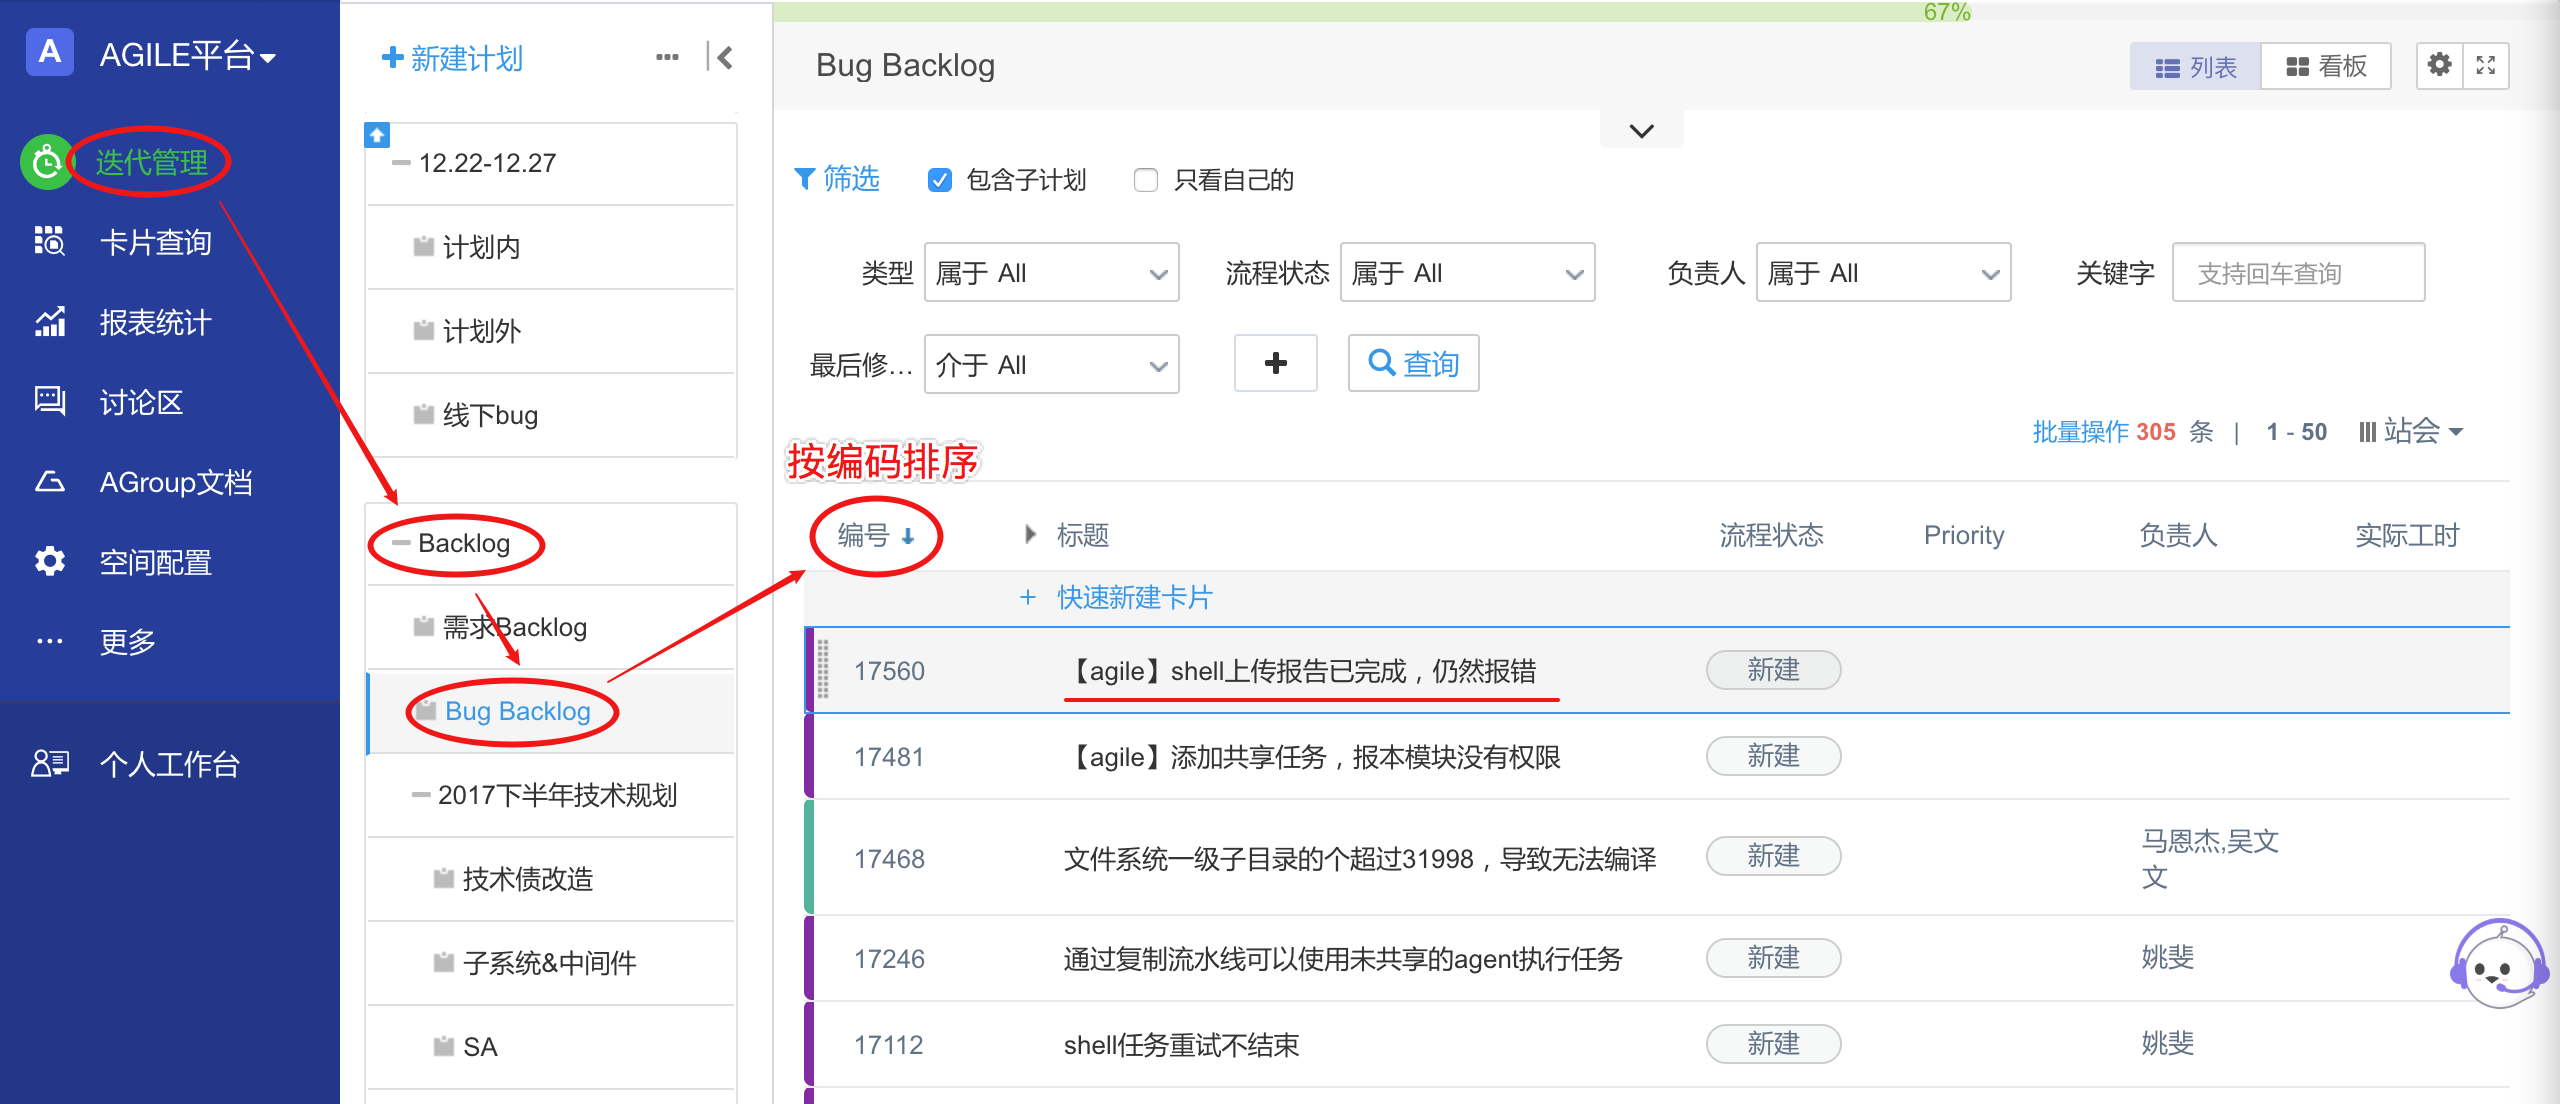 A AGILE平台
迭代管理
卡片查询
报表统计
讨论区
AGroup文档
空间配置
更多
个人工作台
新建计划
12.22-12.27
计划内
计划外
线下bug
Backlog
需求Backlog
Bug Backlog
2017下半年技术规划
技术债改造
子系统&中间件
SA
67%
Bug Backlog
列表 看板
筛选 包含子计划 只看自己的
类型 属于 All 流程状态 属于 All 负责人 属于 All 关键字 支持回车查询
最后修... 介于 All + 查询
批量操作 305 条 | 1 - 50 站会
按编码排序
编号 标题 流程状态 Priority 负责人 实际工时
+ 快速新建卡片
17560 【agile】shell上传报告已完成，仍然报错 新建
17481 【agile】添加共享任务，报本模块没有权限 新建
17468 文件系统一级子目录的个超过31998，导致无法编译 新建 马恩杰,吴文
文
17246 通过复制流水线可以使用未共享的agent执行任务 新建 姚斐
17112 shell任务重试不结束 新建 姚斐